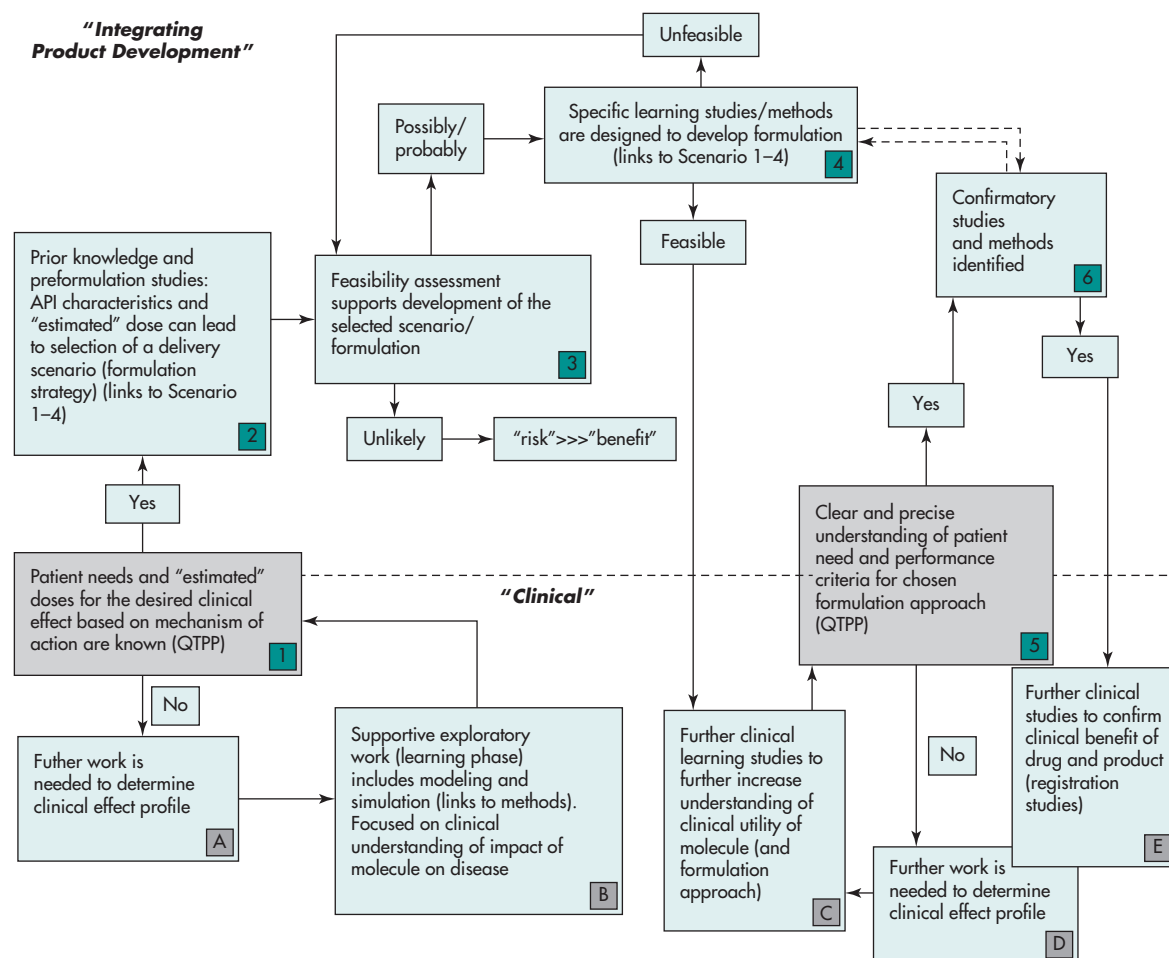 “Integrating
Product Development”
Unfeasible
Possibly/
probably
Specific learning studies/methods
are designed to develop formulation
(links to Scenario 1–4)
4
Confirmatory
studies
and methods
identified
6
Feasible
Prior knowledge and
preformulation studies:
API characteristics and
“estimated” dose can lead
to selection of a delivery
scenario (formulation
strategy) (links to Scenario
1–4)
2
Feasibility assessment
supports development of the
selected scenario/
formulation
3
Yes
Yes
Unlikely
“risk”>>>”benefit”
Yes
Clear and precise
understanding of patient
need and performance
criteria for chosen
formulation approach
(QTPP)
5
Patient needs and “estimated”
doses for the desired clinical
effect based on mechanism of
action are known (QTPP)
1
“Clinical”
No
Futher work is
needed to determine
clinical effect profile
A
Supportive exploratory
work (learning phase)
includes modeling and
simulation (links to methods).
Focused on clinical
understanding of impact of
molecule on disease
B
Further clinical
learning studies to
further increase
understanding of
clinical utility of
molecule (and
formulation
approach)
C
No
Further work is
needed to determine
clinical effect profile
D
Further clinical
studies to confirm
clinical benefit of
drug and product
(registration
studies)
E